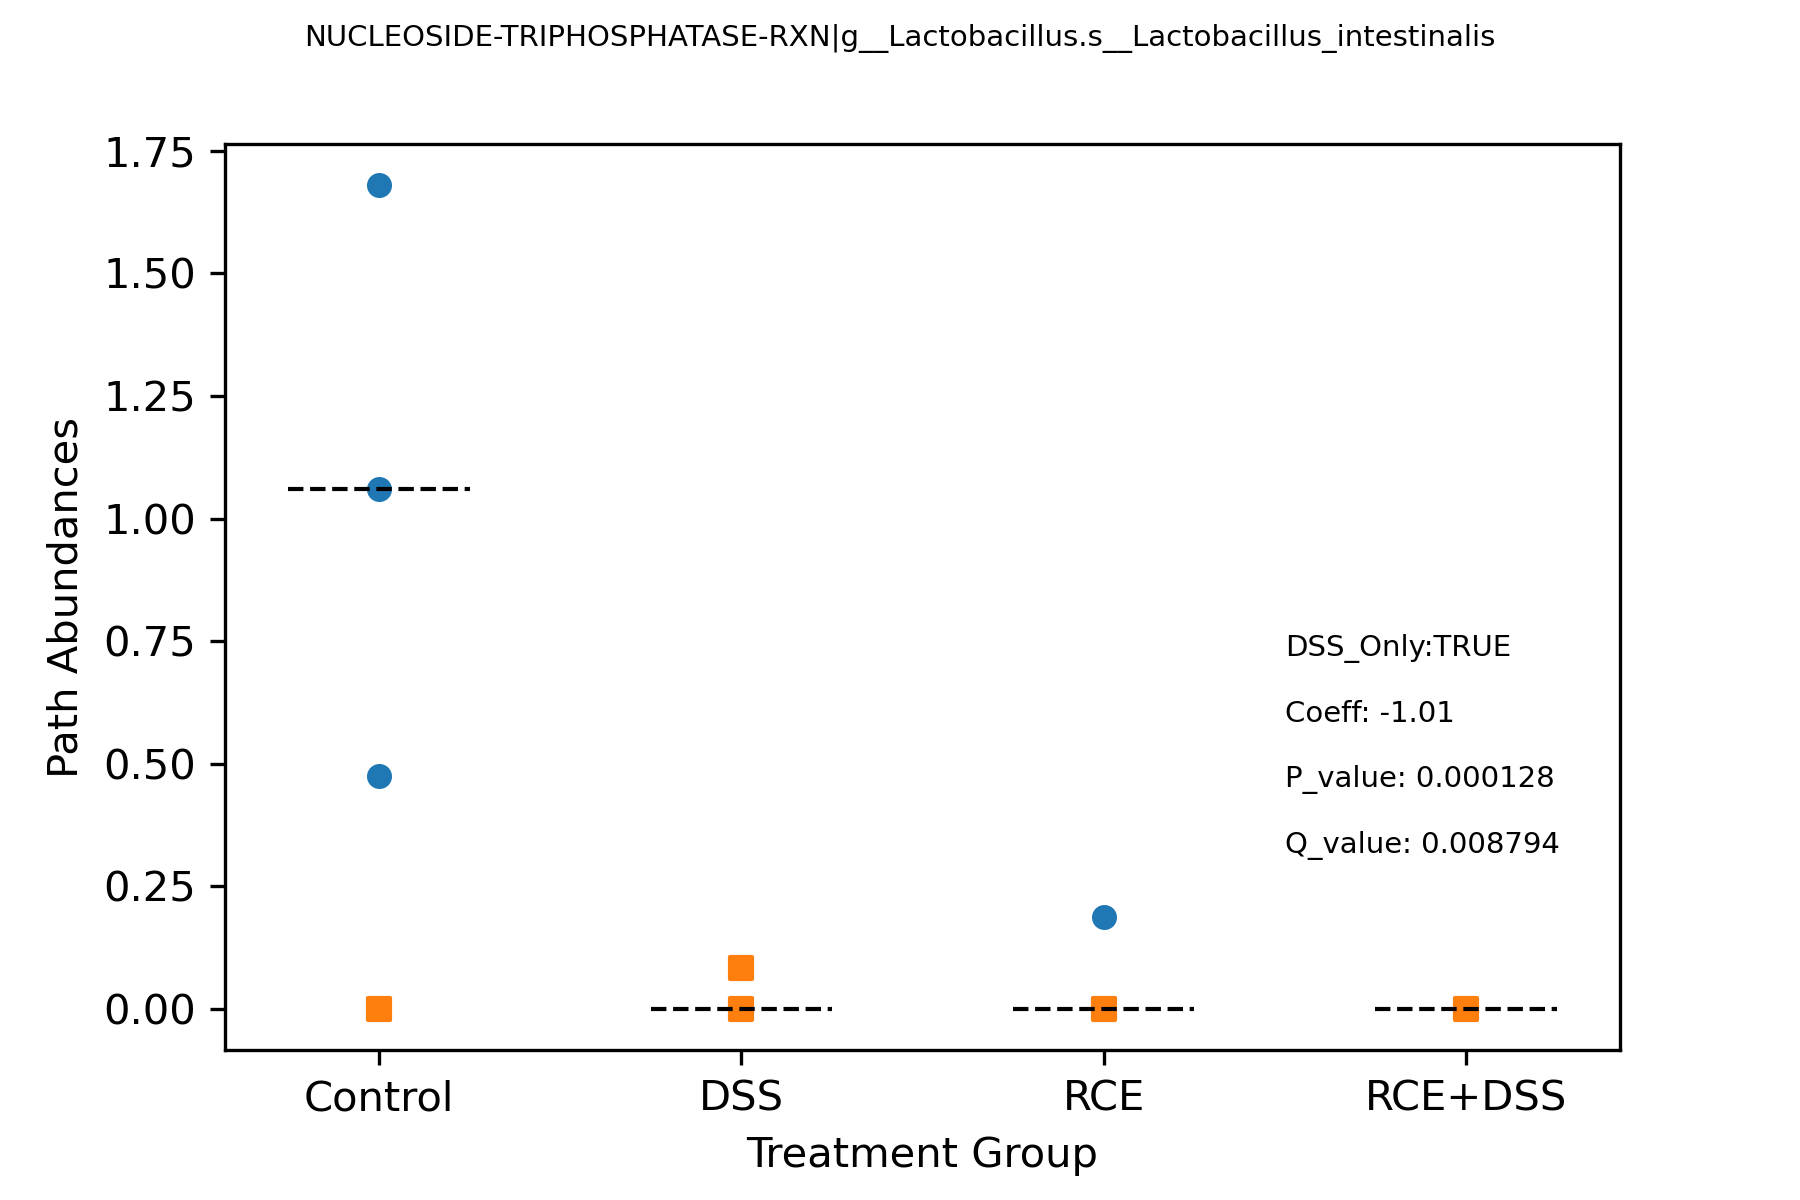 NUCLEOSIDE-TRIPHOSPHATASE-RXN|g__Lactobacillus.s__Lactobacillus_intestinalis
1.75
1.50
1.25
1.00
0.75
0.50
0.25
0.00
Path Abundances
DSS_Only:TRUE
Coeff: -1.01
P_value: 0.000128
Q_value: 0.008794
Control DSS RCE RCE+DSS
Treatment Group